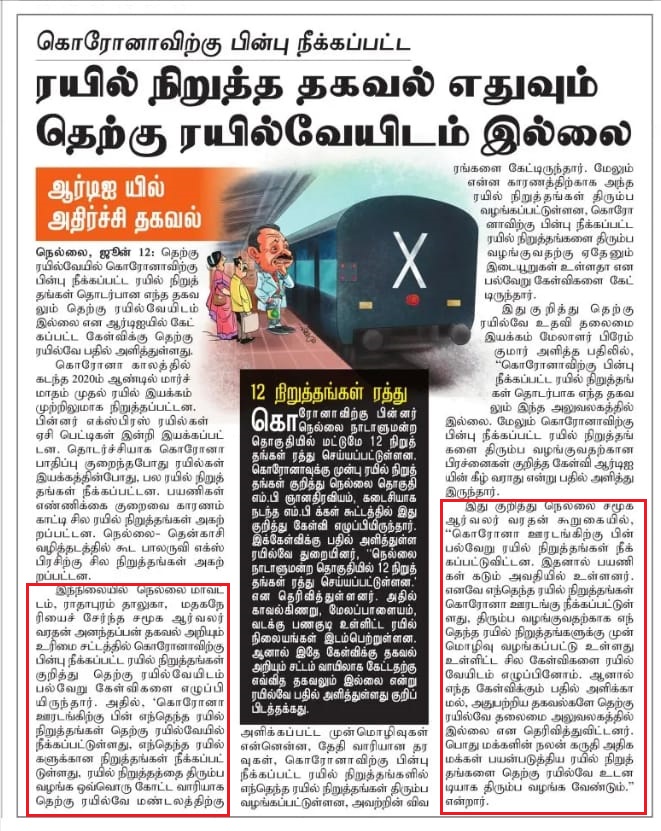 கொரோனாவிற்கு பின்பு நீக்கப்பட்ட
ரயில் நிறுத்த தகவல் எதுவும்
தெற்கு ரயில்வேயிடம் இல்லை
ஆர்டிஐ யில்
அதிர்ச்சி தகவல்
நெல்லை, ஜூன் 12: தெற்கு
ரயில்வேயில் கொரோனாவிற்கு
பின்பு நீக்கப்பட்ட ரயில் நிறுத்
தங்கள் தொடர்பான எந்த தகவ
லும் தெற்கு ரயில்வேயிடம்
இல்லை என ஆர்டிஐயில் கேட்
கப்பட்ட கேள்விக்கு தெற்கு
ரயில்வே பதில் அளித்துள்ளது.
கொரோனா காலத்தில்
கடந்த 2020ம் ஆண்டில் மார்ச்
மாதம் முதல் ரயில் இயக்கம்
முற்றிலுமாக நிறுத்தப்பட்டன.
பின்னர் எக்ஸ்பிரஸ் ரயில்கள்
ஏசி பெட்டிகள் இன்றி இயக்கப்பட்
டன. தொடர்ச்சியாக கொரோனா
பாதிப்பு குறைந்தபோது ரயில்கள்
இயக்கத்தின்போது, பல ரயில் நிறுத்
தங்கள் நீக்கப்பட்டன. பயணிகள்
எண்ணிக்கை குறைவை காரணம்
காட்டி சில ரயில் நிறுத்தங்கள் அகற்
றப்பட்டன. நெல்லை- தென்காசி
வழித்தடத்தில் கூட பாலருவி எக்ஸ்
பிரசிற்கு சில நிறுத்தங்கள் அகற்
றப்பட்டன.
இந்நிலையில் நெல்லை மாவட்
டம், ராதாபுரம் தாலுகா, மதகநே
ரியைச் சேர்ந்த சமூக ஆர்வலர்
வரதன் அனந்தப்பன் தகவல் அறியும்
உரிமை சட்டத்தில் கொரோனாவிற்கு
பின்பு நீக்கப்பட்ட ரயில் நிறுத்தங்கள்
குறித்து தெற்கு ரயில்வேயிடம்
பல்வேறு கேள்விகளை எழுப்பி
யிருந்தார். அதில், 'கொரோனா
ஊரடங்கிற்கு பின் எந்தெந்த ரயில்
நிறுத்தங்கள் தெற்கு ரயில்வேயில்
நீக்கப்பட்டுள்ளது, எந்தெந்த ரயில்
களுக்கான நிறுத்தங்கள் நீக்கப்பட்
டுள்ளது, ரயில் நிறுத்தத்தை திரும்ப
வழங்க ஒவ்வொரு கோட்ட வாரியாக
தெற்கு ரயில்வே மண்டலத்திற்கு
12 நிறுத்தங்கள் ரத்து
கொரோனாவிற்கு பின்னர்
நெல்லை நாடாளுமன்ற
தொகுதியில் மட்டுமே 12 நிறுத்
தங்கள் ரத்து செய்யப்பட்டுள்ளன.
கொரோனாவுக்கு முன்பு ரயில் நிறுத்
தங்கள் குறித்து நெல்லை தொகுதி
எம்.பி ஞானதிரவியம், கடைசியாக
நடந்த எம்.பி க்கள் கூட்டத்தில் இது
குறித்து கேள்வி எழுப்பியிருந்தார்.
இக்கேள்விக்கு பதில் அளித்துள்ள
ரயில்வே துறையினர், ''நெல்லை
நாடாளுமன்ற தொகுதியில் 12 நிறுத்
தங்கள் ரத்து செய்யப்பட்டுள்ளன.'
என தெரிவித்துள்ளனர். அதில்
காவல்கிணறு, மேலப்பாளையம்,
வடக்கு பணகுடி உள்ளிட்ட ரயில்
நிலையங்கள் இடம்பெற்றுள்ளன.
ஆனால் இதே கேள்விக்கு தகவல்
அறியும் சட்டம் வாயிலாக கேட்டதற்கு
எவ்வித தகவலும் இல்லை என்று
ரயில்வே பதில் அளித்துள்ளது குறிப்
பிடத்தக்கது.
அளிக்கப்பட்ட முன்மொழிவுகள்
என்னென்ன, தேதி வாரியான தர
வுகள், கொரோனாவிற்கு பின்பு
நீக்கப்பட்ட ரயில் நிறுத்தங்கள் திரும்ப
வழங்கப்பட்டுள்ளன, அவற்றின் விவ
ரங்களை கேட்டிருந்தார். மேலும்
என்ன காரணத்திற்காக அந்த
ரயில் நிறுத்தங்கள் திரும்ப
வழங்கப்பட்டுள்ளன, கொரோ
னாவிற்கு பின்பு நீக்கப்பட்ட
ரயில் நிறுத்தங்களை திரும்ப
வழங்குவதற்கு ஏதேனும்
இடையூறுகள் உள்ளதா என
பல்வேறு கேள்விகளை கேட்
டிருந்தார்.
இதுகுறித்து தெற்கு
ரயில்வே உதவி தலைமை
இயக்கம் மேலாளர் பிரேம்
குமார் அளித்த பதிலில்,
“கொரோனாவிற்கு பின்பு
நீக்கப்பட்ட ரயில் நிறுத்தங்
கள் தொடர்பாக எந்த தகவ
லும் இந்த அலுவலகத்தில்
இல்லை. மேலும் கொரோனாவிற்கு
பின்பு நீக்கப்பட்ட ரயில் நிறுத்தங்
களை திரும்ப வழங்குவதற்கான
பிரச்னைகள் குறித்த கேள்வி ஆர்டிஐ
யின் கீழ் வராது என்று பதில் அளித்து
இருந்தார்.
இது குறித்து நெல்லை சமூக
ஆர்வலர் வரதன் கூறுகையில்,
“கொரோனா ஊரடங்கிற்கு பின்
பல்வேறு ரயில் நிறுத்தங்கள் நீக்
கப்பட்டுவிட்டன. இதனால் பயணி
கள் கடும் அவதியில் உள்ளனர்.
எனவே எந்தெந்த ரயில் நிறுத்தங்கள்
கொரோனா ஊரடங்கு நீக்கப்பட்டுள்
ளது, திரும்ப வழங்குவதற்காக எந்
தெந்த ரயில் நிறுத்தங்களுக்கு முன்
மொழிவு வழங்கப்பட்டு உள்ளது
உள்ளிட்ட சில கேள்விகளை ரயில்
வேயிடம் எழுப்பினோம். ஆனால்
எந்த கேள்விக்கும் பதில் அளிக்கா
மல், அதுபற்றிய தகவல்களே தெற்கு
ரயில்வே தலைமை அலுவலகத்தில்
இல்லை என தெரிவித்துவிட்டனர்.
பொது மக்களின் நலன் கருதி அதிக
மக்கள் பயன்படுத்திய ரயில் நிறுத்
தங்களை தெற்கு ரயில்வே உடன
டியாக திரும்ப வழங்க வேண்டும்.”
என்றார்.